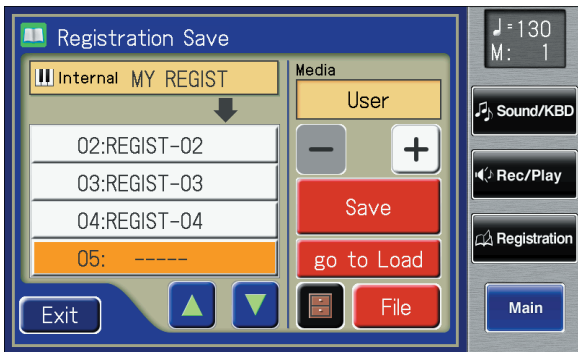 Registration Save
Internal MY REGIST
02:REGIST-02
03:REGIST-03
04:REGIST-04
05: -----
Exit
Media
User
− +
Save
go to Load
File
♩=130
M: 1
Sound/KBD
Rec/Play
Registration
Main